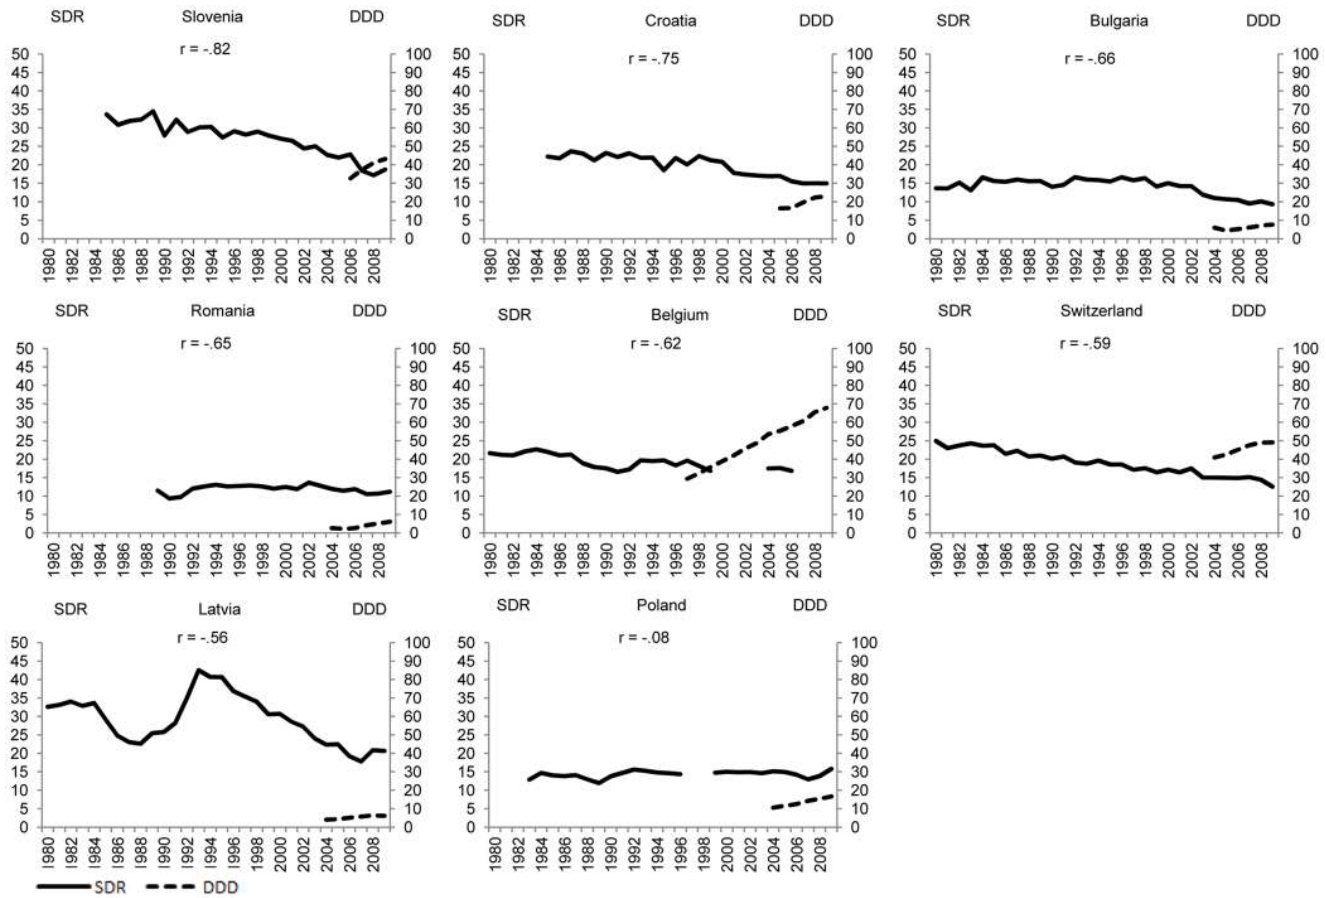 SDR Slovenia DDD
r = -.82
50 45 40 35 30 25 20 15 10 5 0
100 90 80 70 60 50 40 30 20 10 0
1980 1982 1984 1986 1988 1990 1992 1994 1996 1998 2000 2002 2004 2006 2008
SDR Croatia DDD
r = -.75
50 45 40 35 30 25 20 15 10 5 0
100 90 80 70 60 50 40 30 20 10 0
1980 1982 1984 1986 1988 1990 1992 1994 1996 1998 2000 2002 2004 2006 2008
SDR Bulgaria DDD
r = -.66
50 45 40 35 30 25 20 15 10 5 0
100 90 80 70 60 50 40 30 20 10 0
1980 1982 1984 1986 1988 1990 1992 1994 1996 1998 2000 2002 2004 2006 2008
SDR Romania DDD
r = -.65
50 45 40 35 30 25 20 15 10 5 0
100 90 80 70 60 50 40 30 20 10 0
1980 1982 1984 1986 1988 1990 1992 1994 1996 1998 2000 2002 2004 2006 2008
SDR Belgium DDD
r = -.62
50 45 40 35 30 25 20 15 10 5 0
100 90 80 70 60 50 40 30 20 10 0
1980 1982 1984 1986 1988 1990 1992 1994 1996 1998 2000 2002 2004 2006 2008
SDR Switzerland DDD
r = -.59
50 45 40 35 30 25 20 15 10 5 0
100 90 80 70 60 50 40 30 20 10 0
1980 1982 1984 1986 1988 1990 1992 1994 1996 1998 2000 2002 2004 2006 2008
SDR Latvia DDD
r = -.56
50 45 40 35 30 25 20 15 10 5 0
100 90 80 70 60 50 40 30 20 10 0
1980 1982 1984 1986 1988 1990 1992 1994 1996 1998 2000 2002 2004 2006 2008
SDR Poland DDD
r = -.08
50 45 40 35 30 25 20 15 10 5 0
100 90 80 70 60 50 40 30 20 10 0
1980 1982 1984 1986 1988 1990 1992 1994 1996 1998 2000 2002 2004 2006 2008
SDR DDD